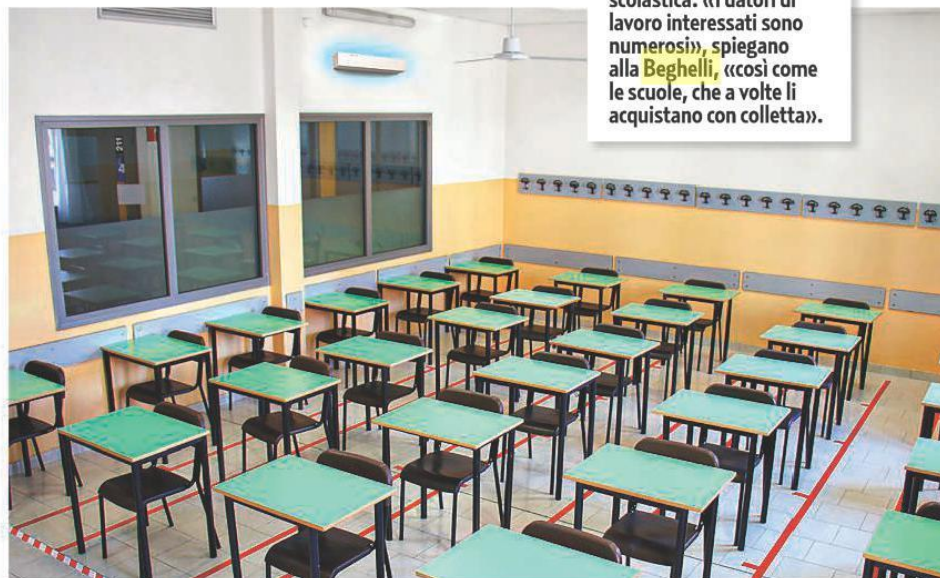 scolastica. «I datori di
lavoro interessati sono
numerosi», spiegano
alla Beghelli, «così come
le scuole, che a volte li
acquistano con colletta».